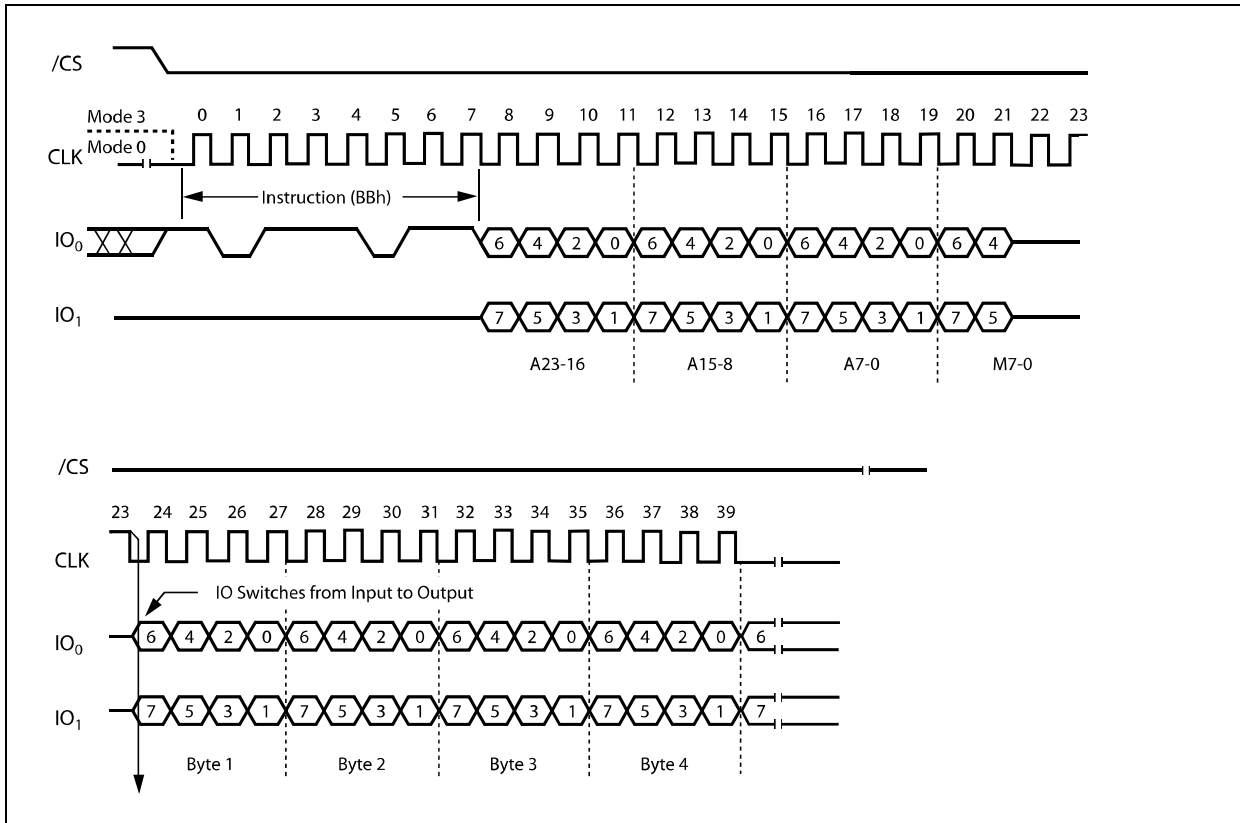 /CS
Mode 3
0 1 2 3 4 5 6 7 8 9 10 11 12 13 14 15 16 17 18 19 20 21 22 23
Mode 0
CLK
Instruction (BBh)
IO0 6 4 2 0 6 4 2 0 6 4 2 0 6 4
IO1 7 5 3 1 7 5 3 1 7 5 3 1 7 5
A23-16 A15-8 A7-0 M7-0
/CS
23 24 25 26 27 28 29 30 31 32 33 34 35 36 37 38 39
CLK
IO Switches from Input to Output
IO0 6 4 2 0 6 4 2 0 6 4 2 0 6 4 2 0 6
IO1 7 5 3 1 7 5 3 1 7 5 3 1 7 5 3 1 7
Byte 1 Byte 2 Byte 3 Byte 4